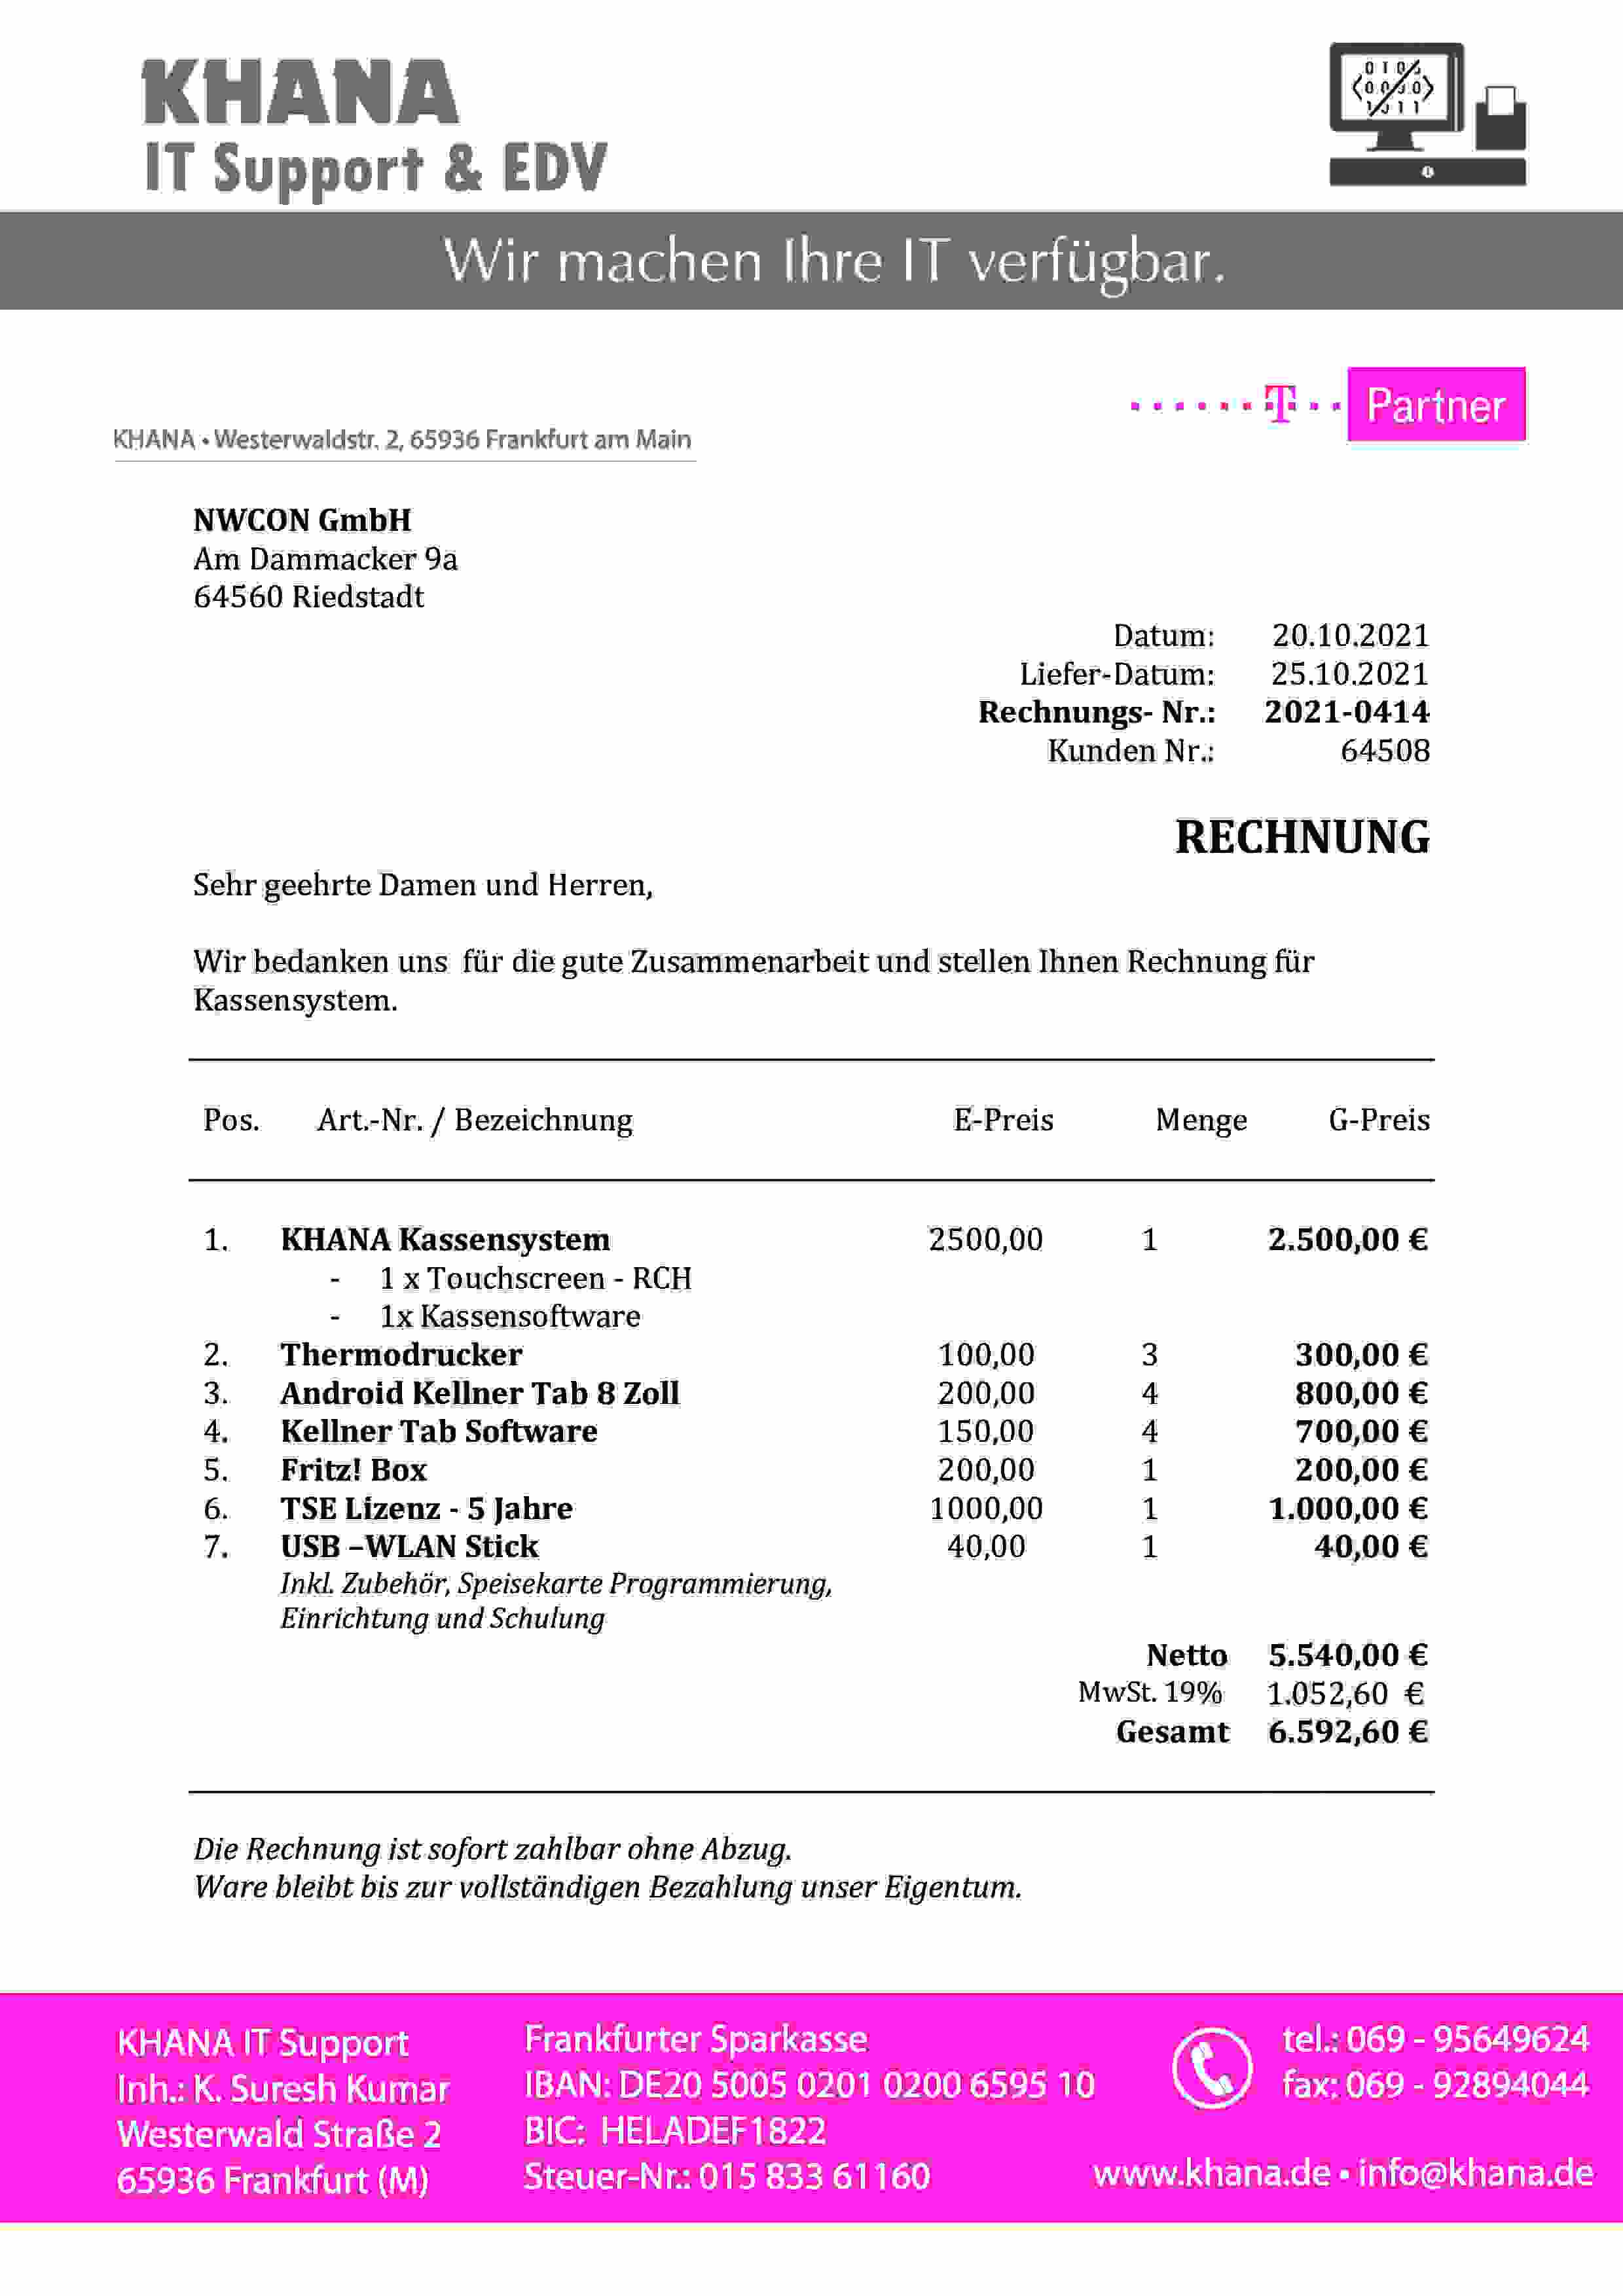 KHANA
IT Support & EDV
Wir machen Ihre IT verfügbar.
T Partner
KHANA • Westerwaldstr. 2, 65936 Frankfurt am Main
NWCON GmbH
Am Dammacker 9a
64560 Riedstadt
Datum: 20.10.2021
Liefer-Datum: 25.10.2021
Rechnungs- Nr.: 2021-0414
Kunden Nr.: 64508
RECHNUNG
Sehr geehrte Damen und Herren,
Wir bedanken uns für die gute Zusammenarbeit und stellen Ihnen Rechnung für
Kassensystem.
Pos. Art.-Nr. / Bezeichnung E-Preis Menge G-Preis
1. KHANA Kassensystem 2500,00 1 2.500,00 €
- 1 x Touchscreen - RCH
- 1x Kassensoftware
2. Thermodrucker 100,00 3 300,00 €
3. Android Kellner Tab 8 Zoll 200,00 4 800,00 €
4. Kellner Tab Software 150,00 4 700,00 €
5. Fritz! Box 200,00 1 200,00 €
6. TSE Lizenz - 5 Jahre 1000,00 1 1.000,00 €
7. USB –WLAN Stick 40,00 1 40,00 €
Inkl. Zubehör, Speisekarte Programmierung,
Einrichtung und Schulung
Netto 5.540,00 €
MwSt. 19% 1.052,60 €
Gesamt 6.592,60 €
Die Rechnung ist sofort zahlbar ohne Abzug.
Ware bleibt bis zur vollständigen Bezahlung unser Eigentum.
KHANA IT Support
Inh.: K. Suresh Kumar
Westerwald Straße 2
65936 Frankfurt (M)
Frankfurter Sparkasse
IBAN: DE20 5005 0201 0200 6595 10
BIC: HELADEF1822
Steuer-Nr.: 015 833 61160
tel.: 069 - 95649624
fax: 069 - 92894044
www.khana.de • info@khana.de